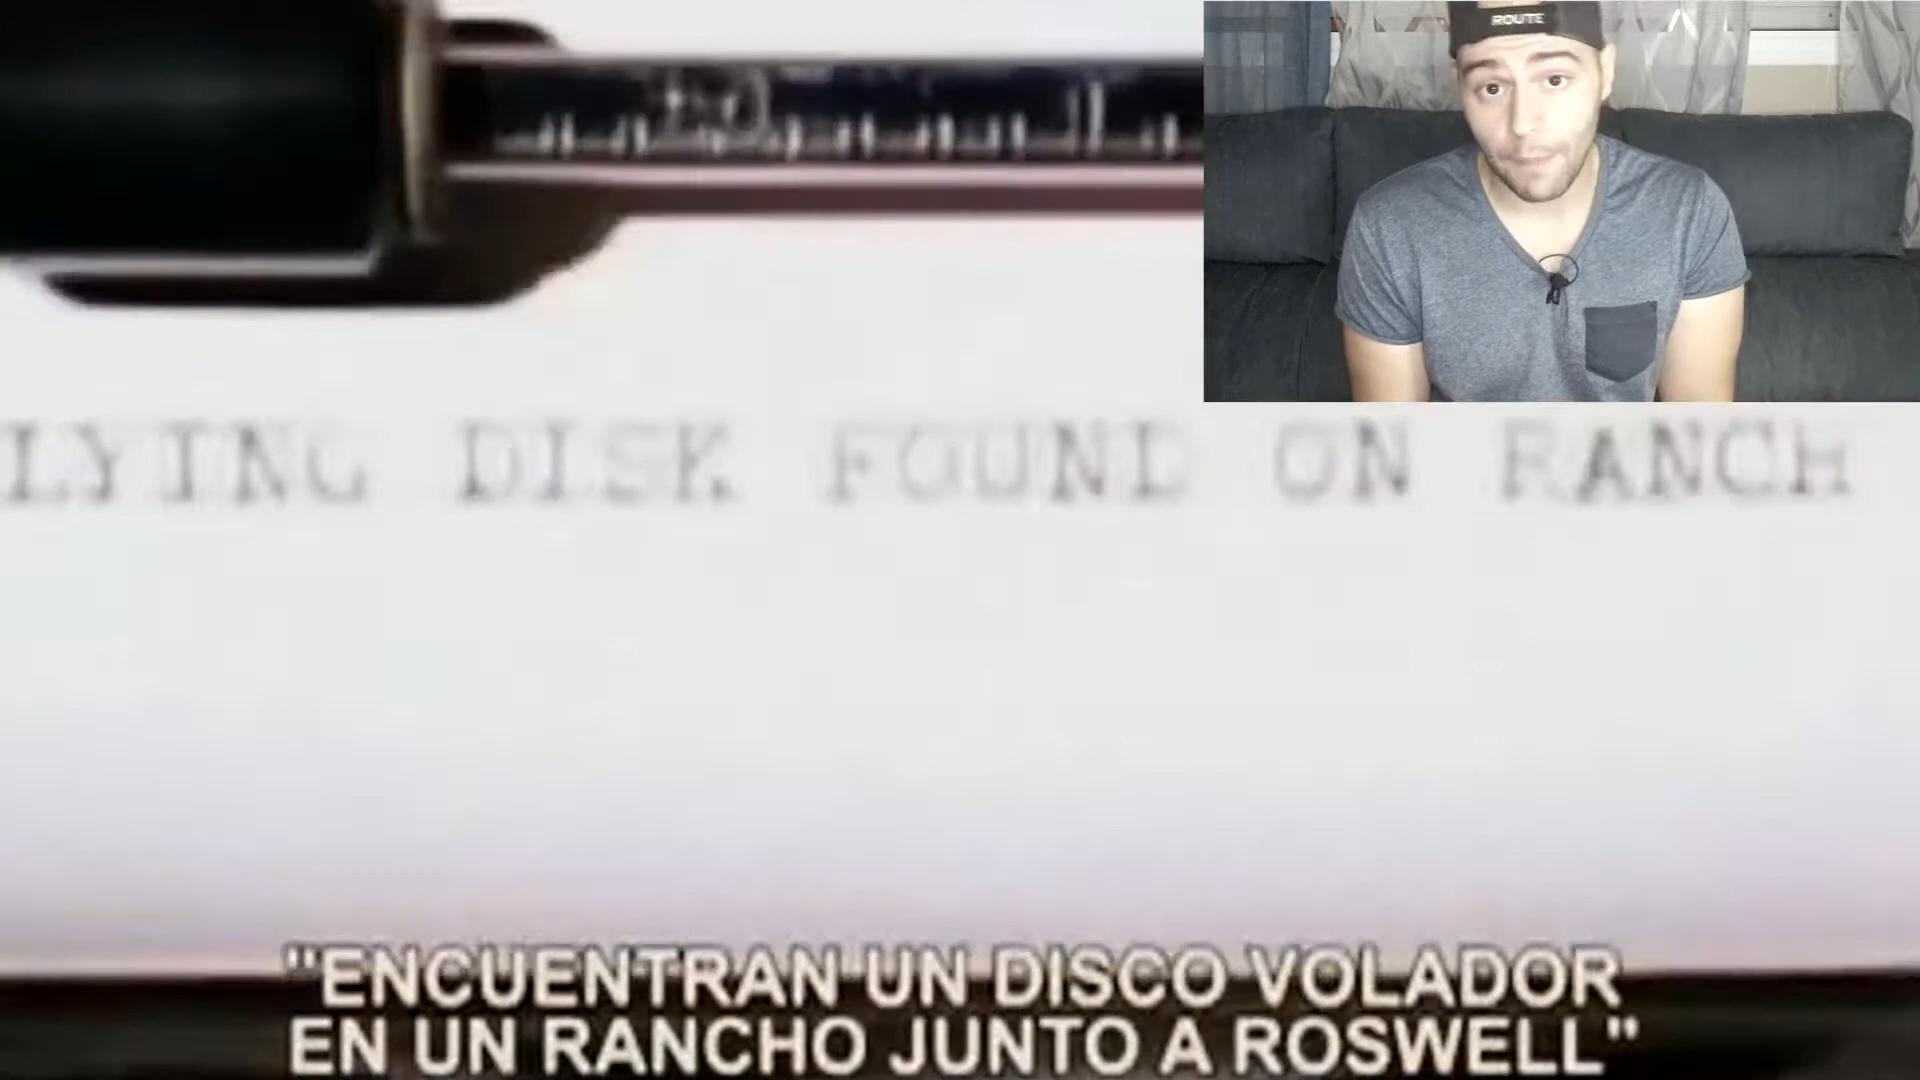 ROUTE
LYING DISK FOUND ON RANCH
"ENCUENTRAN UN DISCO VOLADOR
EN UN RANCHO JUNTO A ROSWELL"